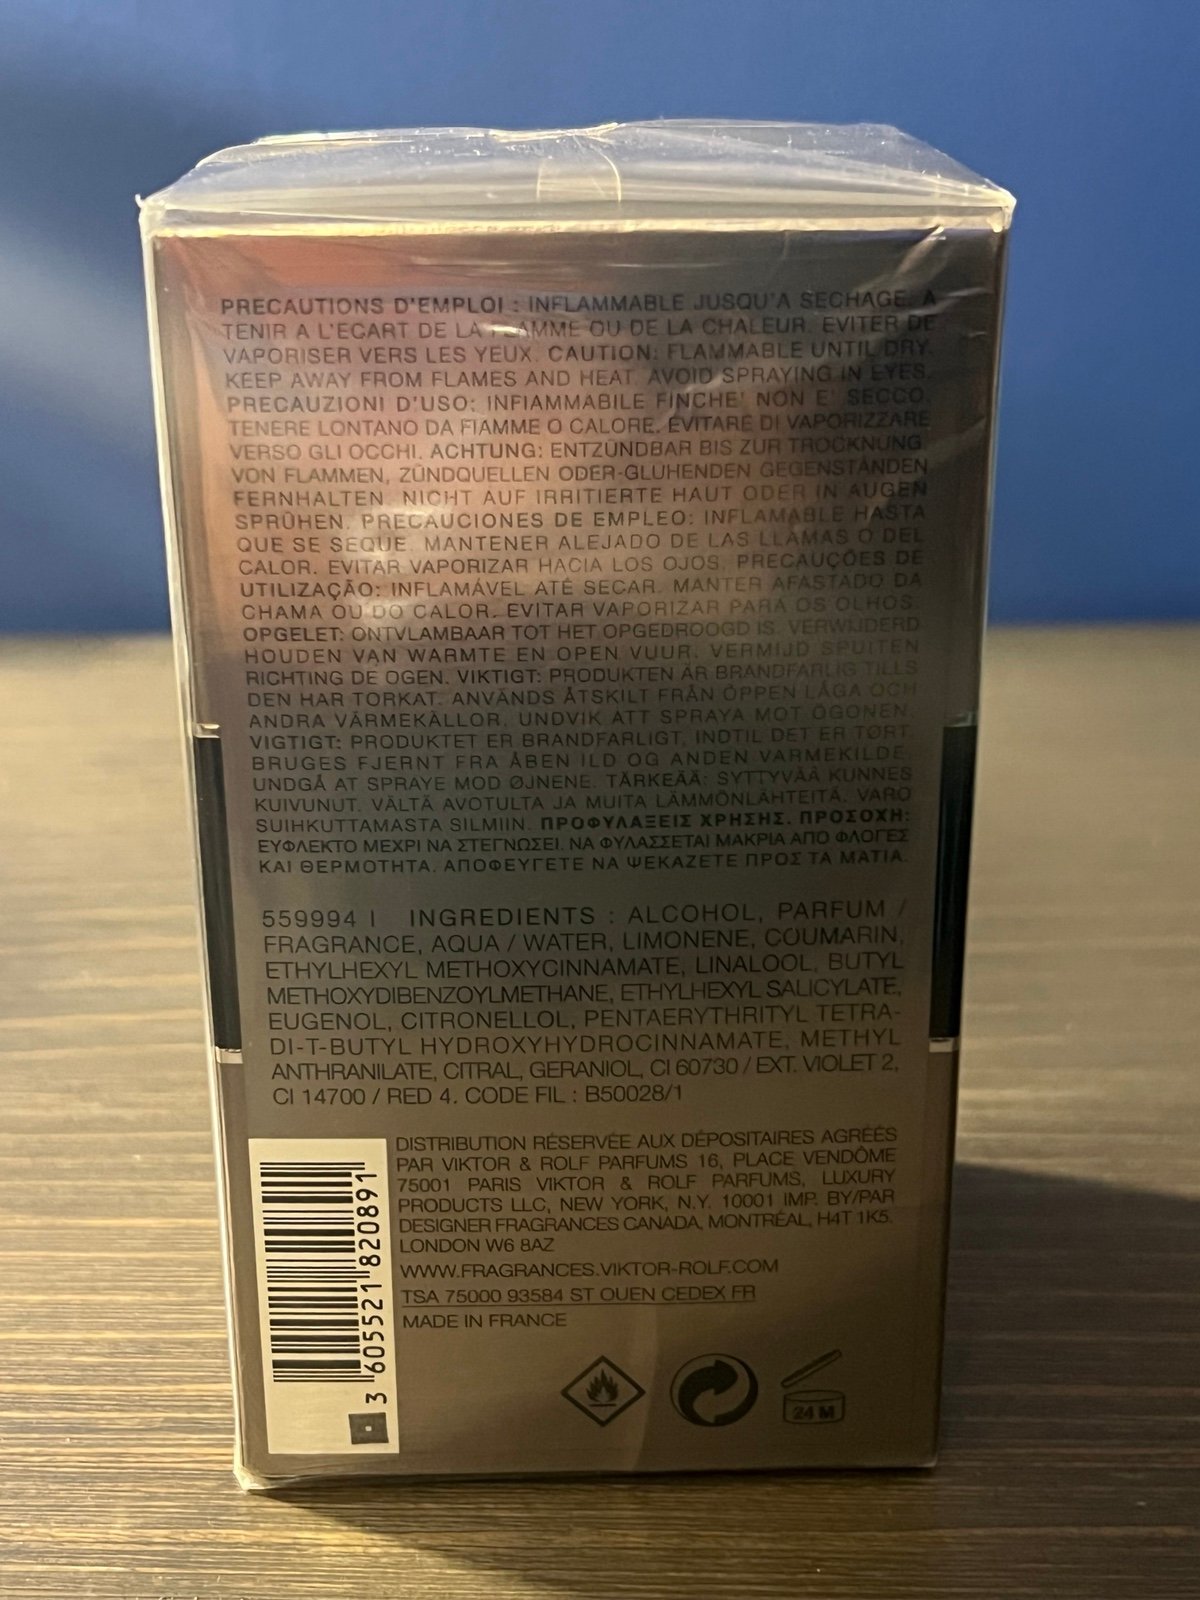 PRECAUTIONS D'EMPLOI : INFLAMMABLE JUSQU'A SECHAGE. A
TENIR A L'ECART DE LA FLAMME OU DE LA CHALEUR. EVITER DE
VAPORISER VERS LES YEUX. CAUTION: FLAMMABLE UNTIL DRY.
KEEP AWAY FROM FLAMES AND HEAT. AVOID SPRAYING IN EYES.
PRECAUZIONI D'USO: INFIAMMABILE FINCHE' NON E' SECCO.
TENERE LONTANO DA FIAMME O CALORE. EVITARE DI VAPORIZZARE
VERSO GLI OCCHI. ACHTUNG: ENTZÜNDBAR BIS ZUR TROCKNUNG.
VON FLAMMEN, ZÜNDQUELLEN ODER-GLUHENDEN GEGENSTÄNDEN
FERNHALTEN. NICHT AUF IRRITIERTE HAUT ODER IN AUGEN
SPRÜHEN. PRECAUCIONES DE EMPLEO: INFLAMABLE HASTA
QUE SE SEQUE. MANTENER ALEJADO DE LAS LLAMAS O DEL
CALOR. EVITAR VAPORIZAR HACIA LOS OJOS. PRECAUÇÕES DE
UTILIZAÇÃO: INFLAMÁVEL ATÉ SECAR. MANTER AFASTADO DA
CHAMA OU DO CALOR. EVITAR VAPORIZAR PARA OS OLHOS.
OPGELET: ONTVLAMBAAR TOT HET OPGEDROOGD IS. VERWIJDERD
HOUDEN VAN WARMTE EN OPEN VUUR. VERMIJD SPUITEN
RICHTING DE OGEN. VIKTIGT: PRODUKTEN ÄR BRANDFARLIG TILLS
DEN HAR TORKAT. ANVÄNDS ÅTSKILT FRÅN ÖPPEN LÅGA OCH
ANDRA VÄRMEKÄLLOR, UNDVIK ATT SPRAYA MOT ÖGONEN.
VIGTIGT: PRODUKTET ER BRANDFARLIGT, INDTIL DET ER TØRT.
BRUGES FJERNT FRA ÅBEN ILD OG ANDEN VARMEKILDE.
UNDGÅ AT SPRAYE MOD ØJNENE. TÄRKEÄÄ: SYTTYVÄÄ KUNNES
KUIVUNUT. VÄLTÄ AVOTULTA JA MUITA LÄMMÖNLÄHTEITÄ. VARO
SUIHKUTTAMASTA SILMIIN. ΠΡΟΦΥΛΑΞΕΙΣ ΧΡΗΣΗΣ. ΠΡΟΣΟΧΗ:
ΕΥΦΛΕΚΤΟ ΜΕΧΡΙ ΝΑ ΣΤΕΓΝΩΣΕΙ. ΝΑ ΦΥΛΑΣΣΕΤΑΙ ΜΑΚΡΙΑ ΑΠΟ ΦΛΟΓΕΣ
ΚΑΙ ΘΕΡΜΟΤΗΤΑ. ΑΠΟΦΕΥΓΕΤΕ ΝΑ ΨΕΚΑΖΕΤΕ ΠΡΟΣ ΤΑ ΜΑΤΙΑ.
559994 I INGREDIENTS : ALCOHOL, PARFUM /
FRAGRANCE, AQUA / WATER, LIMONENE, COUMARIN,
ETHYLHEXYL METHOXYCINNAMATE, LINALOOL, BUTYL
METHOXYDIBENZOYLMETHANE, ETHYLHEXYL SALICYLATE,
EUGENOL, CITRONELLOL, PENTAERYTHRITYL TETRA-
DI-T-BUTYL HYDROXYHYDROCINNAMATE, METHYL
ANTHRANILATE, CITRAL, GERANIOL, CI 60730 / EXT. VIOLET 2,
CI 14700 / RED 4. CODE FIL : B50028/1
DISTRIBUTION RÉSERVÉE AUX DÉPOSITAIRES AGRÉÉS
PAR VIKTOR & ROLF PARFUMS 16, PLACE VENDÔME
75001 PARIS VIKTOR & ROLF PARFUMS, LUXURY
PRODUCTS LLC, NEW YORK, N.Y. 10001 IMP. BY/PAR
DESIGNER FRAGRANCES CANADA, MONTRÉAL, H4T 1K5.
LONDON W6 8AZ
WWW.FRAGRANCES.VIKTOR-ROLF.COM
TSA 75000 93584 ST OUEN CEDEX FR
MADE IN FRANCE
3 605521 820891
24 M